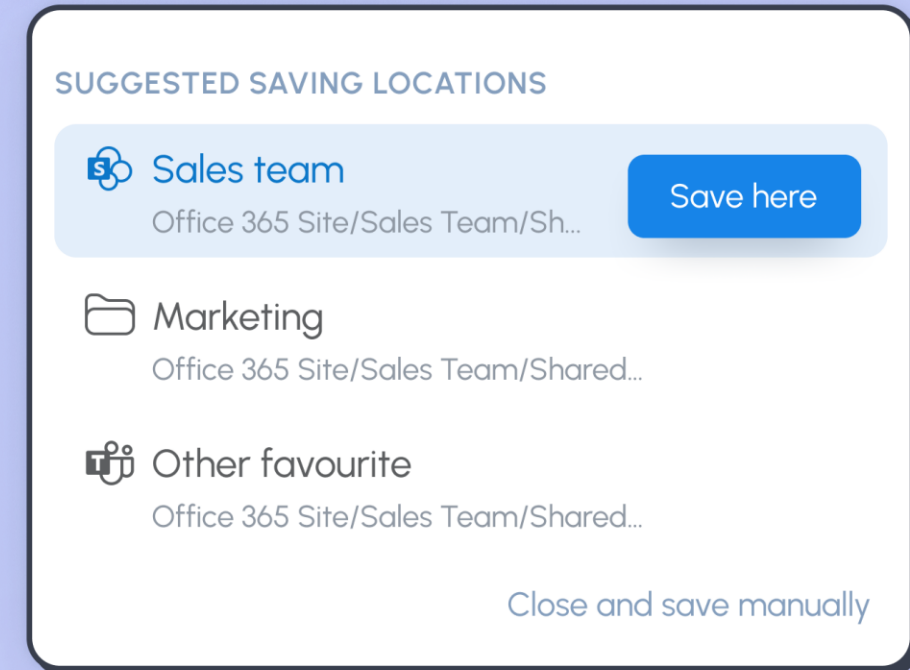 SUGGESTED SAVING LOCATIONS
Sales team
Office 365 Site/Sales Team/Sh...
Save here
Marketing
Office 365 Site/Sales Team/Shared...
Other favourite
Office 365 Site/Sales Team/Shared...
Close and save manually